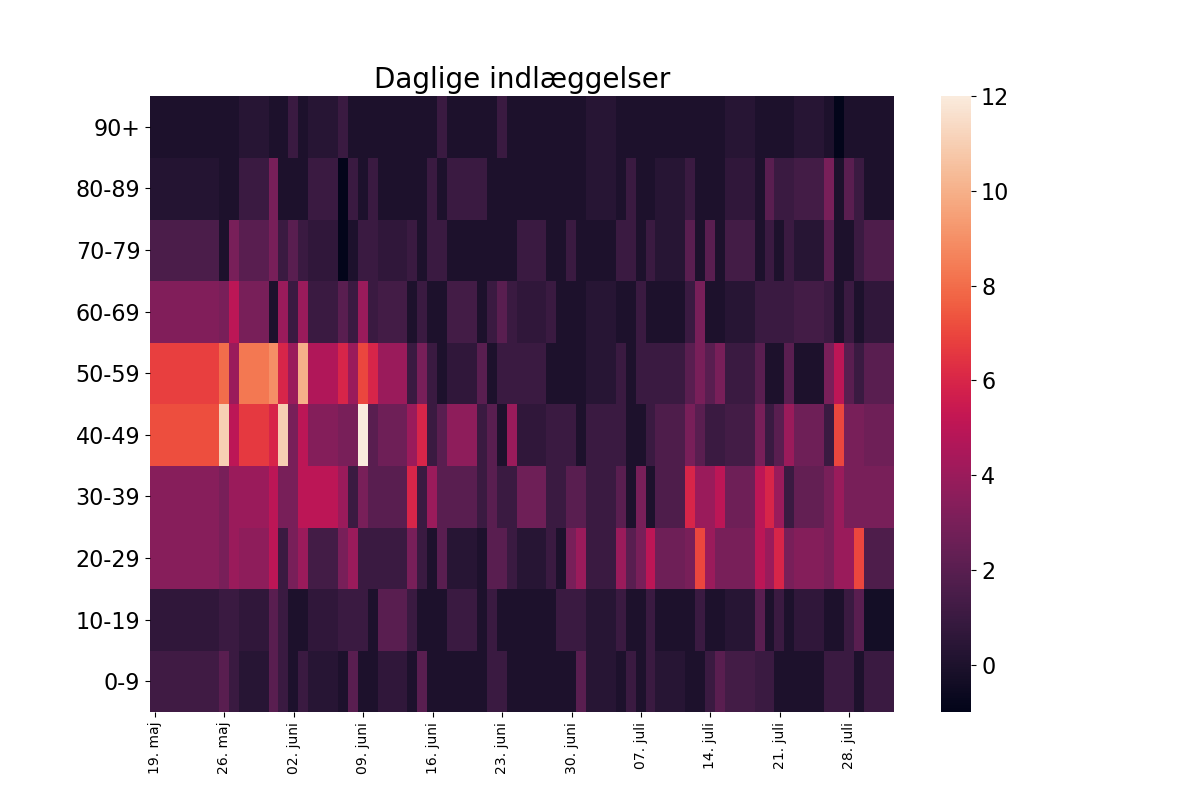 Daglige indlæggelser
90+
80-89
70-79
60-69
50-59
40-49
30-39
20-29
10-19
0-9
19. maj
26. maj
02. juni
09. juni
16. juni
23. juni
30. juni
07. juli
14. juli
21. juli
28. juli
12
10
8
6
4
2
0